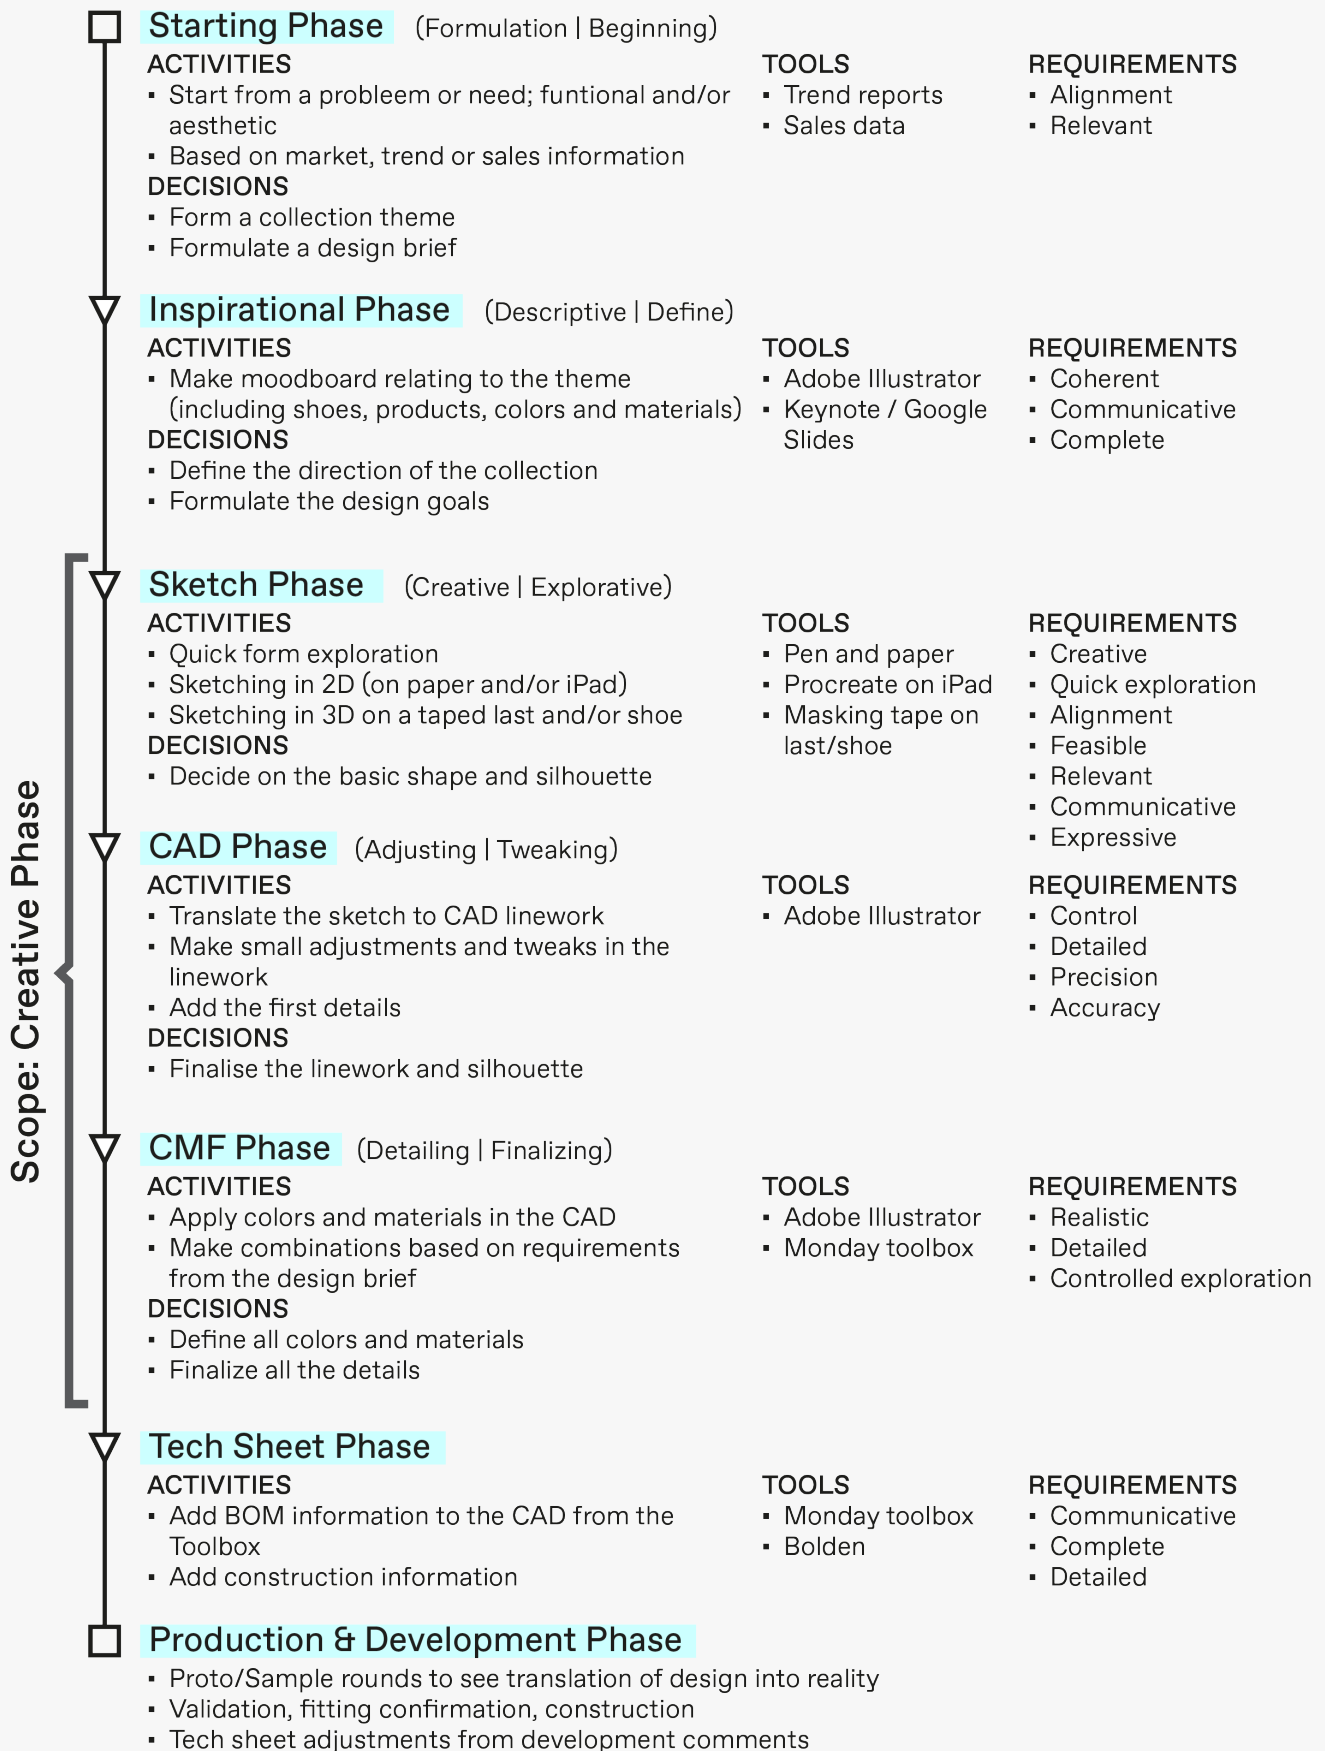 Starting Phase (Formulation | Beginning)
ACTIVITIES
▪ Start from a probleem or need; funtional and/or
aesthetic
▪ Based on market, trend or sales information
DECISIONS
▪ Form a collection theme
▪ Formulate a design brief
TOOLS
▪ Trend reports
▪ Sales data
REQUIREMENTS
▪ Alignment
▪ Relevant
Inspirational Phase (Descriptive | Define)
ACTIVITIES
▪ Make moodboard relating to the theme
(including shoes, products, colors and materials)
DECISIONS
▪ Define the direction of the collection
▪ Formulate the design goals
TOOLS
▪ Adobe Illustrator
▪ Keynote / Google
Slides
REQUIREMENTS
▪ Coherent
▪ Communicative
▪ Complete
Scope: Creative Phase
Sketch Phase (Creative | Explorative)
ACTIVITIES
▪ Quick form exploration
▪ Sketching in 2D (on paper and/or iPad)
▪ Sketching in 3D on a taped last and/or shoe
DECISIONS
▪ Decide on the basic shape and silhouette
TOOLS
▪ Pen and paper
▪ Procreate on iPad
▪ Masking tape on
last/shoe
REQUIREMENTS
▪ Creative
▪ Quick exploration
▪ Alignment
▪ Feasible
▪ Relevant
▪ Communicative
▪ Expressive
CAD Phase (Adjusting | Tweaking)
ACTIVITIES
▪ Translate the sketch to CAD linework
▪ Make small adjustments and tweaks in the
linework
▪ Add the first details
DECISIONS
▪ Finalise the linework and silhouette
TOOLS
▪ Adobe Illustrator
REQUIREMENTS
▪ Control
▪ Detailed
▪ Precision
▪ Accuracy
CMF Phase (Detailing | Finalizing)
ACTIVITIES
▪ Apply colors and materials in the CAD
▪ Make combinations based on requirements
from the design brief
DECISIONS
▪ Define all colors and materials
▪ Finalize all the details
TOOLS
▪ Adobe Illustrator
▪ Monday toolbox
REQUIREMENTS
▪ Realistic
▪ Detailed
▪ Controlled exploration
Tech Sheet Phase
ACTIVITIES
▪ Add BOM information to the CAD from the
Toolbox
▪ Add construction information
TOOLS
▪ Monday toolbox
▪ Bolden
REQUIREMENTS
▪ Communicative
▪ Complete
▪ Detailed
Production & Development Phase
▪ Proto/Sample rounds to see translation of design into reality
▪ Validation, fitting confirmation, construction
▪ Tech sheet adjustments from development comments